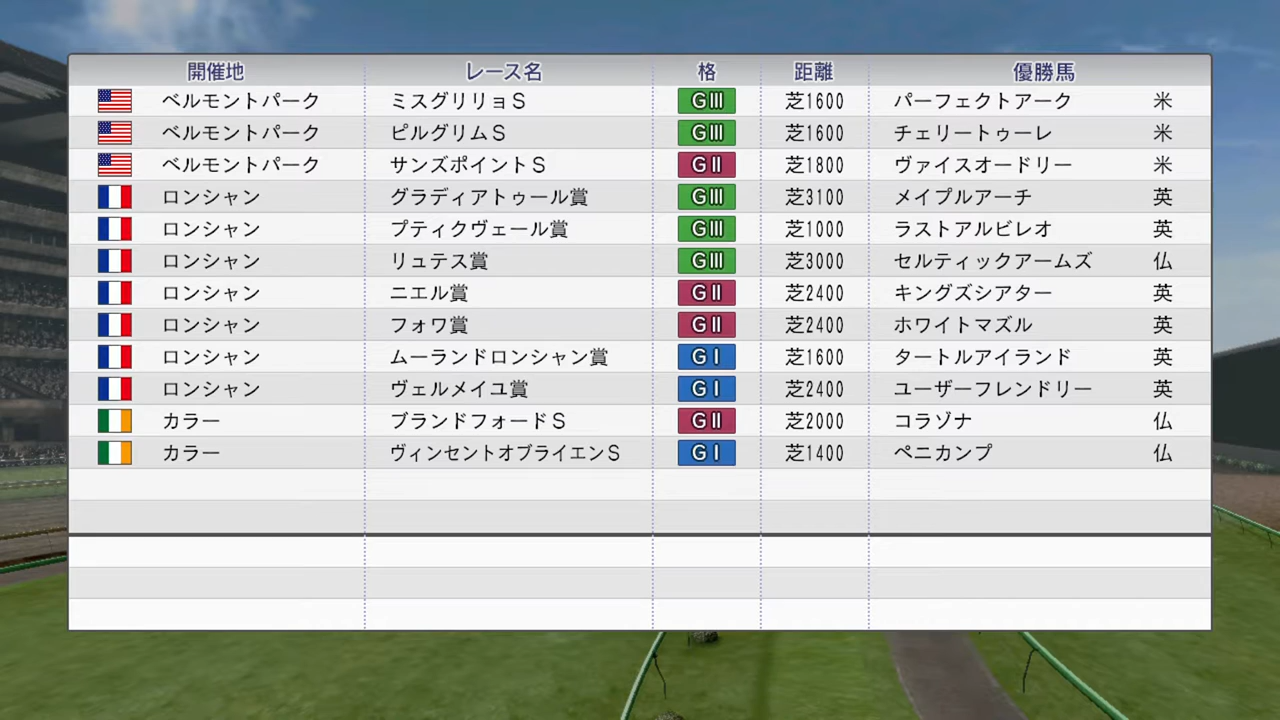 開催地 レース名 格 距離 優勝馬
ベルモントパーク ミスグリリョS GⅢ 芝1600 パーフェクトアーク 米
ベルモントパーク ピルグリムS GⅢ 芝1600 チェリートゥーレ 米
ベルモントパーク サンズポイントS GⅡ 芝1800 ヴァイスオードリー 米
ロンシャン グラディアトゥール賞 GⅢ 芝3100 メイプルアーチ 英
ロンシャン プティクヴェール賞 GⅢ 芝1000 ラストアルビレオ 英
ロンシャン リュテス賞 GⅢ 芝3000 セルティックアームズ 仏
ロンシャン ニエル賞 GⅡ 芝2400 キングズシアター 英
ロンシャン フォワ賞 GⅡ 芝2400 ホワイトマズル 英
ロンシャン ムーランドロンシャン賞 GⅠ 芝1600 タートルアイランド 英
ロンシャン ヴェルメイユ賞 GⅠ 芝2400 ユーザーフレンドリー 英
カラー ブランドフォードS GⅡ 芝2000 コラゾナ 仏
カラー ヴィンセントオブライエンS GⅠ 芝1400 ペニカンプ 仏